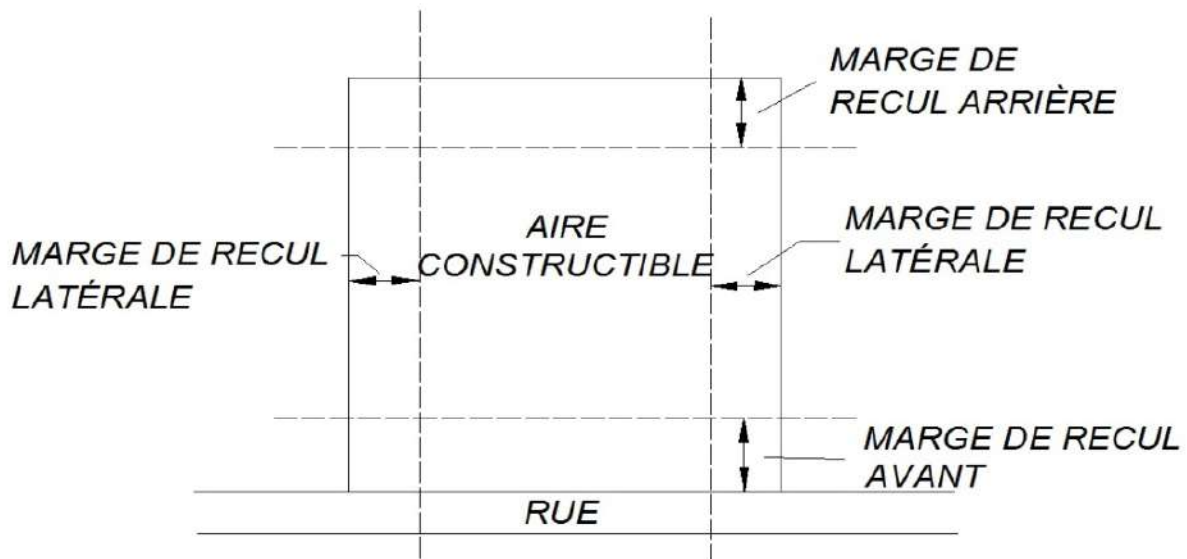 MARGE DE
RECUL ARRIÈRE
AIRE
CONSTRUCTIBLE
MARGE DE RECUL
LATÉRALE
MARGE DE RECUL
LATÉRALE
MARGE DE RECUL
AVANT
RUE